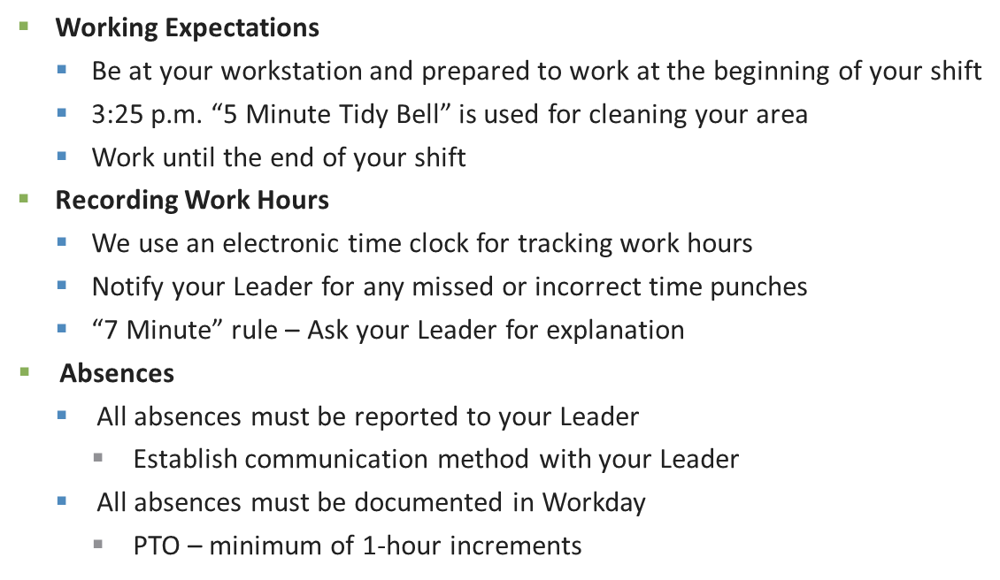 Working Expectations
Be at your workstation and prepared to work at the beginning of your shift
3:25 p.m. “5 Minute Tidy Bell” is used for cleaning your area
Work until the end of your shift
Recording Work Hours
We use an electronic time clock for tracking work hours
Notify your Leader for any missed or incorrect time punches
“7 Minute” rule – Ask your Leader for explanation
Absences
All absences must be reported to your Leader
Establish communication method with your Leader
All absences must be documented in Workday
PTO – minimum of 1-hour increments